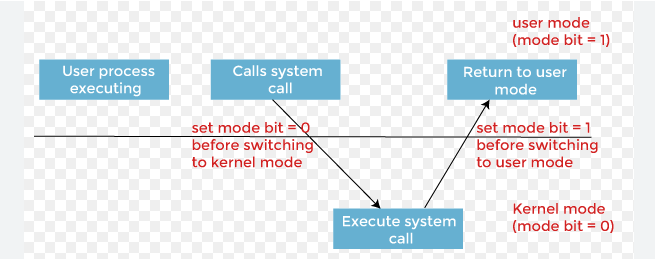 user mode
(mode bit = 1)
User process
executing
Calls system
call
Return to user
mode
set mode bit = 0
before switching
to kernel mode
set mode bit = 1
before switching
to user mode
Execute system
call
Kernel mode
(mode bit = 0)